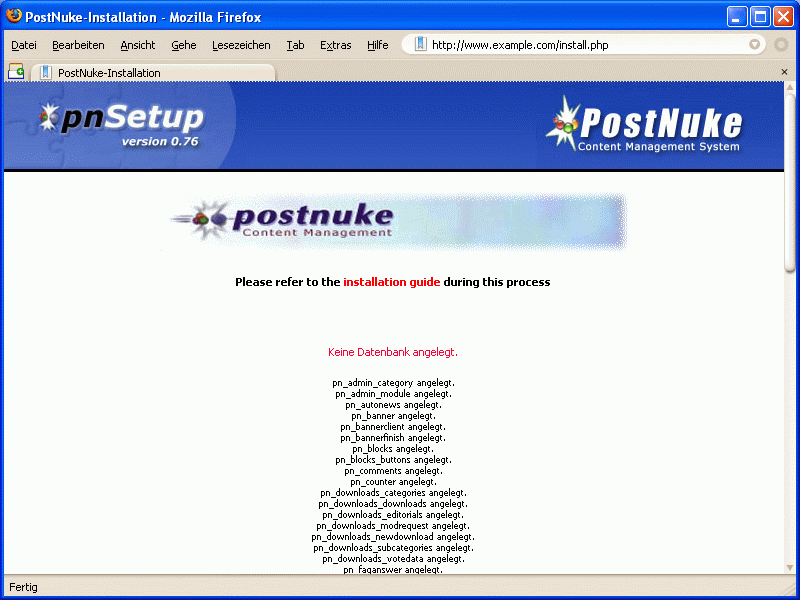 PostNuke-Installation - Mozilla Firefox
Datei Bearbeiten Ansicht Gehe Lesezeichen Tab Extras Hilfe http://www.example.com/install.php
PostNuke-Installation
pnSetup
version 0.76
PostNuke
Content Management System
postnuke
Content Management
Please refer to the installation guide during this process
Keine Datenbank angelegt.
pn_admin_category angelegt.
pn_admin_module angelegt.
pn_autonews angelegt.
pn_banner angelegt.
pn_bannerclient angelegt.
pn_bannerfinish angelegt.
pn_blocks angelegt.
pn_blocks_buttons angelegt.
pn_comments angelegt.
pn_counter angelegt.
pn_downloads_categories angelegt.
pn_downloads_downloads angelegt.
pn_downloads_editorials angelegt.
pn_downloads_modrequest angelegt.
pn_downloads_newdownload angelegt.
pn_downloads_subcategories angelegt.
pn_downloads_votedata angelegt.
pn_faqanswer angelegt.
Fertig